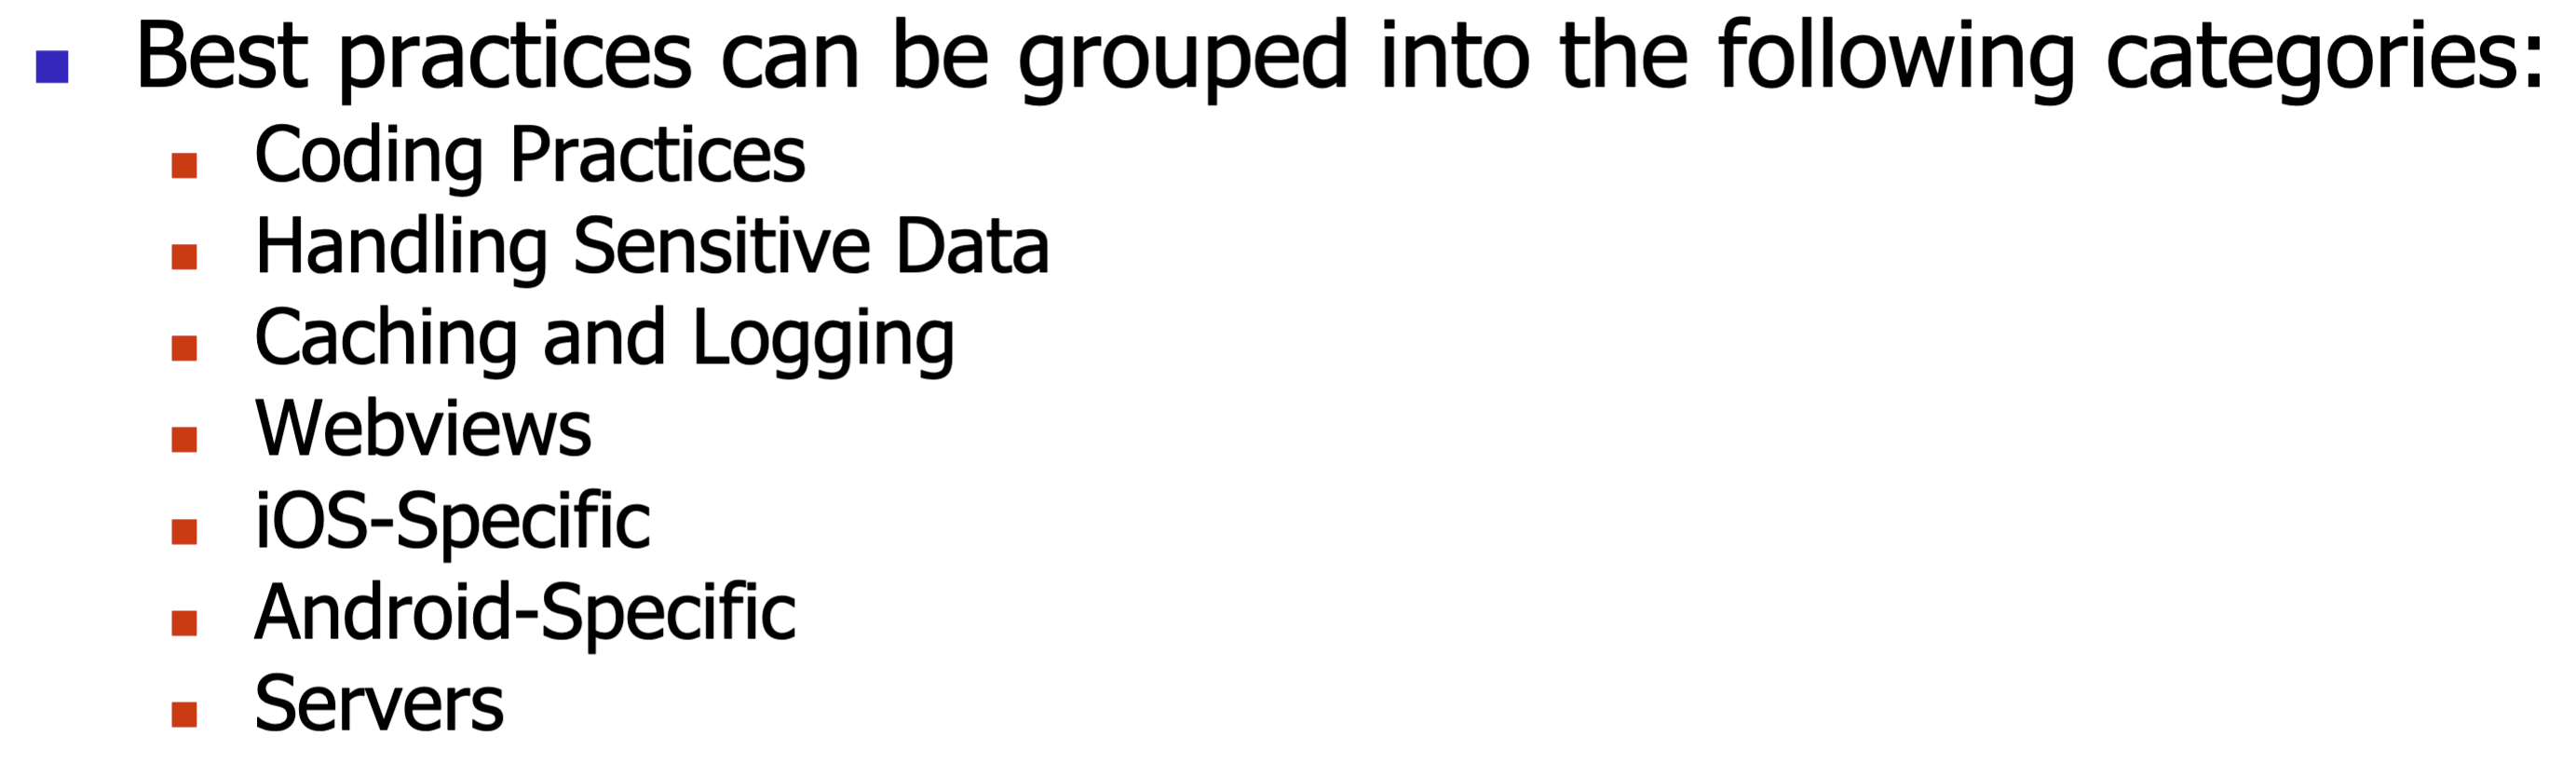 Best practices can be grouped into the following categories:
Coding Practices
Handling Sensitive Data
Caching and Logging
Webviews
iOS-Specific
Android-Specific
Servers